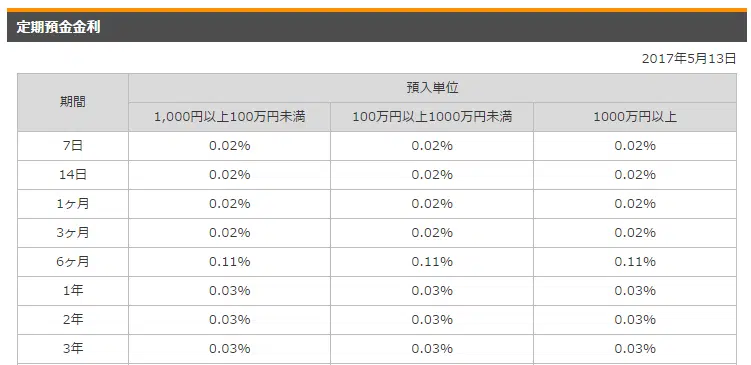 定期預金金利
2017年5月13日
期間 預入単位
1,000円以上100万円未満 100万円以上1000万円未満 1000万円以上
7日 0.02% 0.02% 0.02%
14日 0.02% 0.02% 0.02%
1ヶ月 0.02% 0.02% 0.02%
3ヶ月 0.02% 0.02% 0.02%
6ヶ月 0.11% 0.11% 0.11%
1年 0.03% 0.03% 0.03%
2年 0.03% 0.03% 0.03%
3年 0.03% 0.03% 0.03%